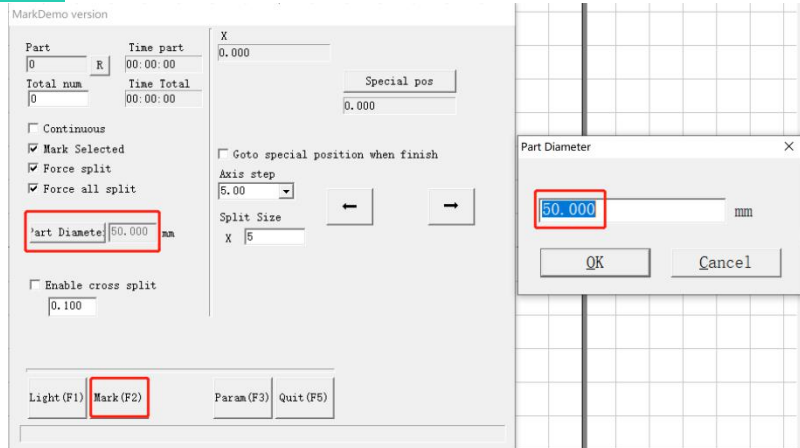 MarkDemo version
Part
Time part
0
R
00:00:00
Total num
Time Total
0
00:00:00
Continuous
Mark Selected
Force split
Force all split
Part Diamete
50.000
mm
Enable cross split
0.100
X
0.000
Special pos
0.000
Goto special position when finish
Axis step
5.00
Split Size
X
5
Light(F1)
Mark(F2)
Param(F3)
Quit(F5)
Part Diameter
50.000
mm
OK
Cancel